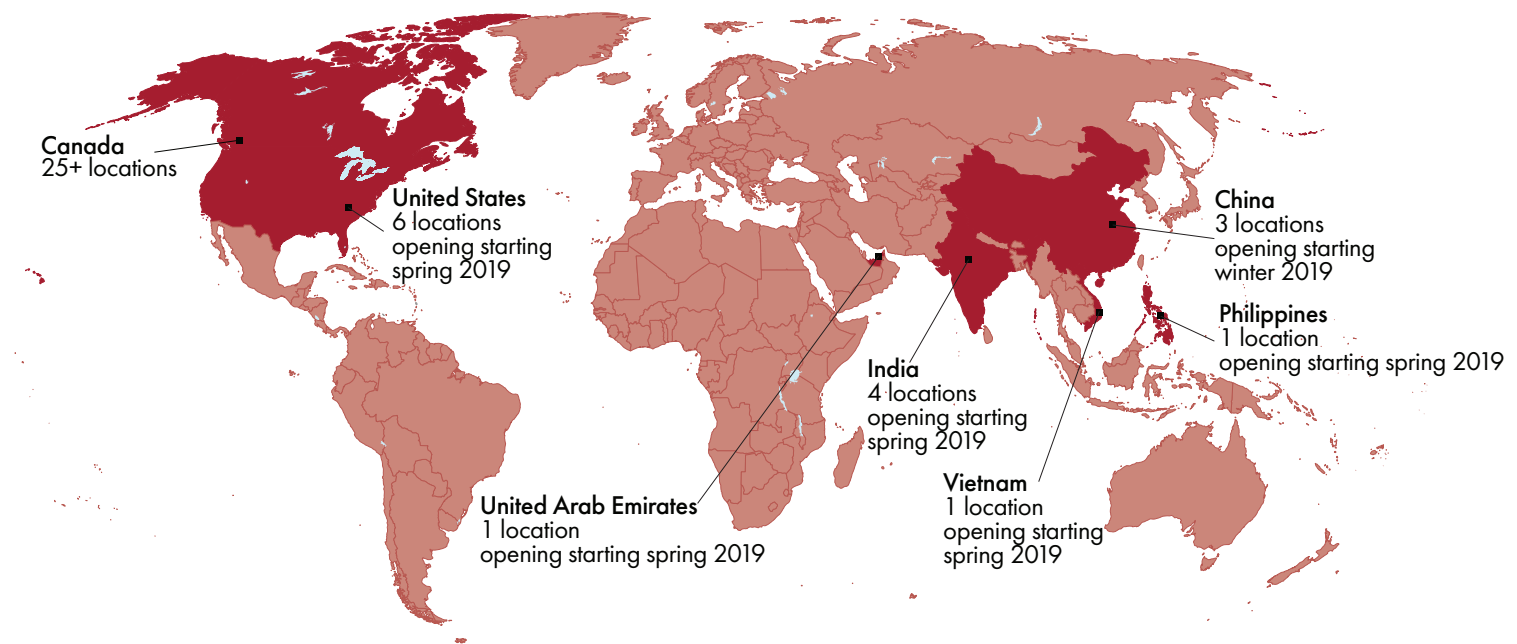 Canada
25+ locations
United States
6 locations
opening starting
spring 2019
China
3 locations
opening starting
winter 2019
Philippines
1 location
opening starting spring 2019
India
4 locations
opening starting
spring 2019
Vietnam
1 location
opening starting
spring 2019
United Arab Emirates
1 location
opening starting spring 2019